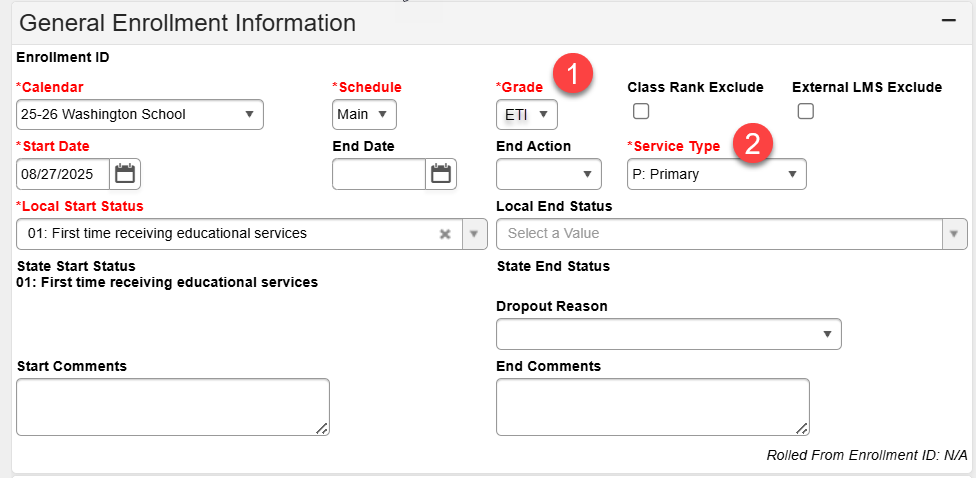 General Enrollment Information
Enrollment ID
*Calendar *Schedule *Grade 1 Class Rank Exclude External LMS Exclude
25-26 Washington School Main ETI
*Start Date End Date End Action *Service Type 2
08/27/2025 P: Primary
*Local Start Status Local End Status
01: First time receiving educational services Select a Value
State Start Status State End Status
01: First time receiving educational services
Dropout Reason
Start Comments End Comments
Rolled From Enrollment ID: N/A